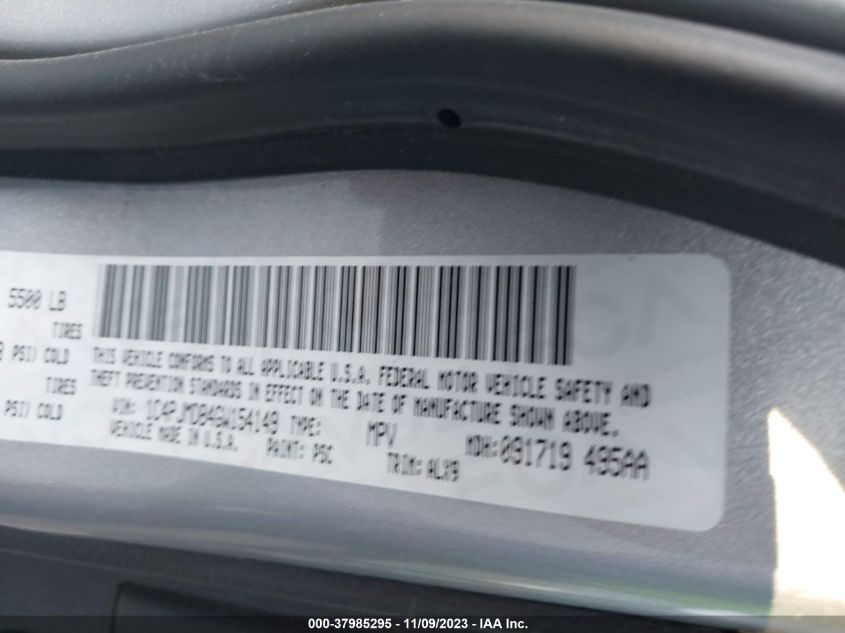 5500 LB
TIRES
PSI) COLD
TIRES
PSI) COLD
THIS VEHICLE CONFORMS TO ALL APPLICABLE U.S.A. FEDERAL MOTOR VEHICLE SAFETY AND
THEFT PREVENTION STANDARDS IN EFFECT ON THE DATE OF MANUFACTURE SHOWN ABOVE.
VIN: 1C4PJMDB4GW154149 TYPE: MPV MDH:091719 495AA
VEHICLE MADE IN U.S.A. PAINT: PSC TRIM: ALX9
000-37985295 - 11/09/2023 - IAA Inc.